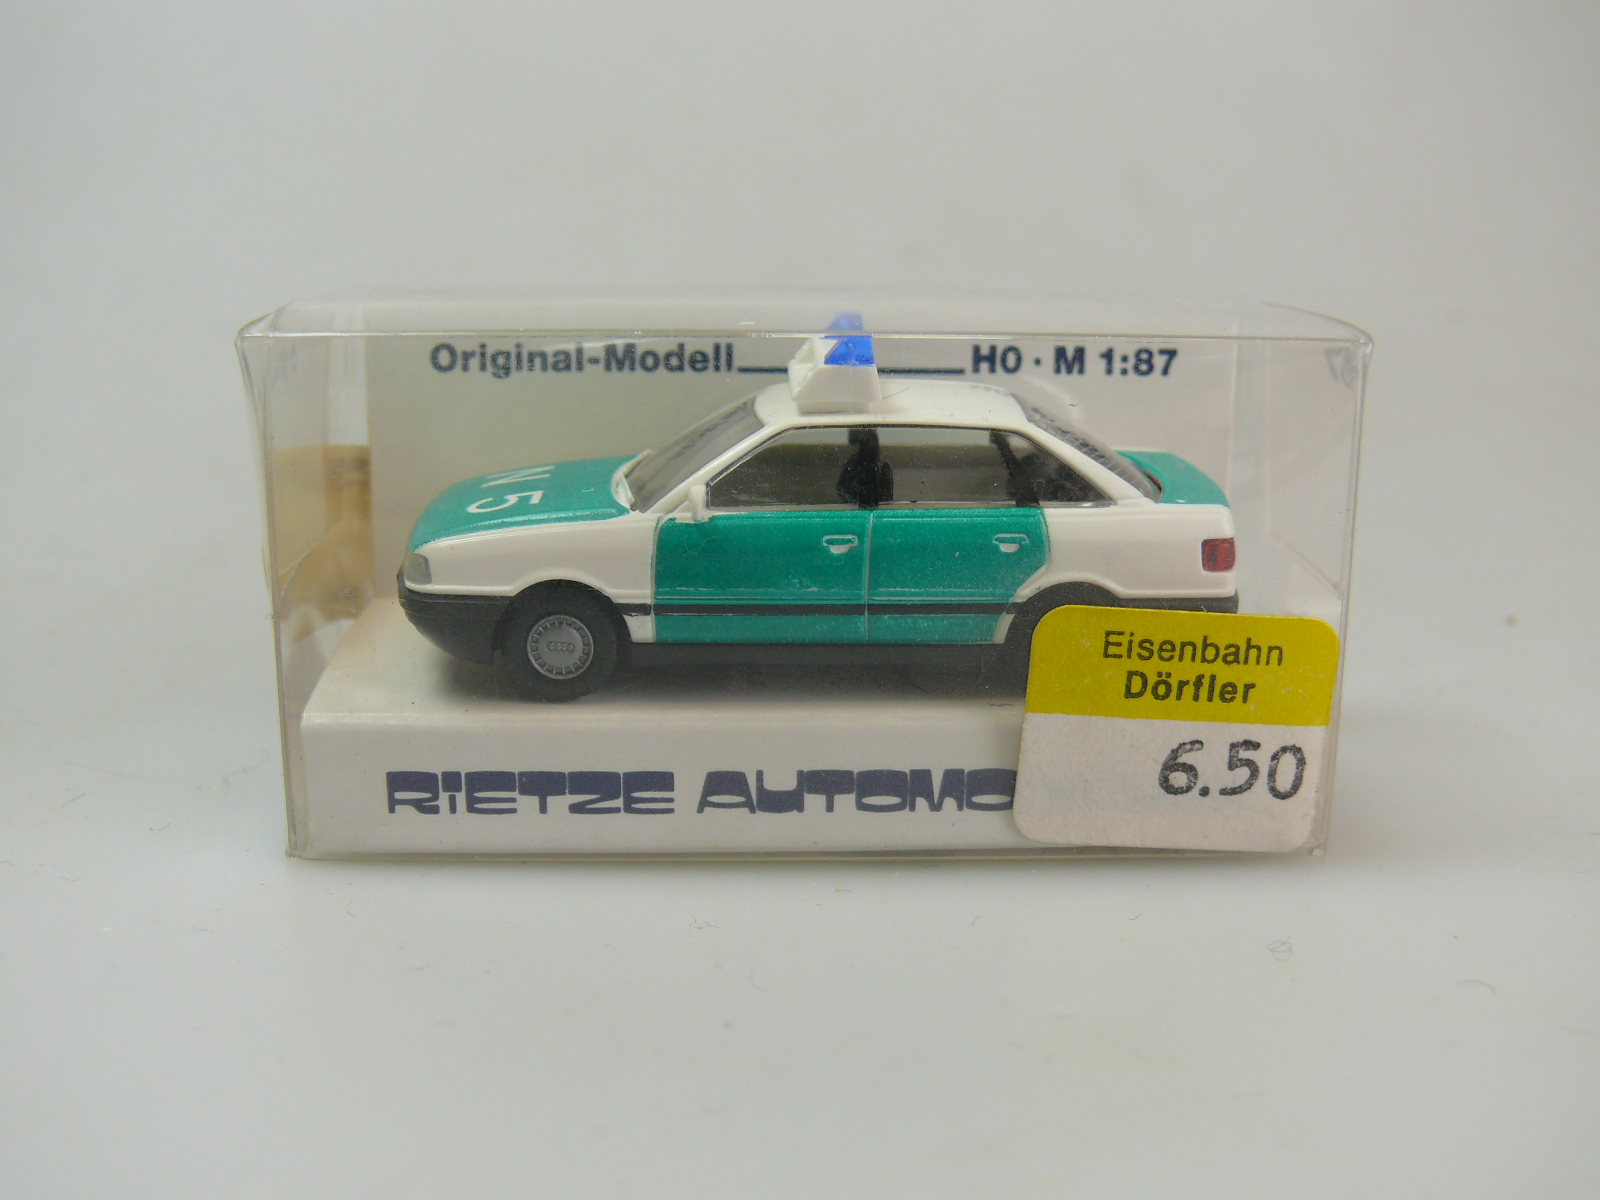 Original-Modell H0 · M 1:87
N 5
Eisenbahn
Dörfler
6.50
RIETZE AUTOMO